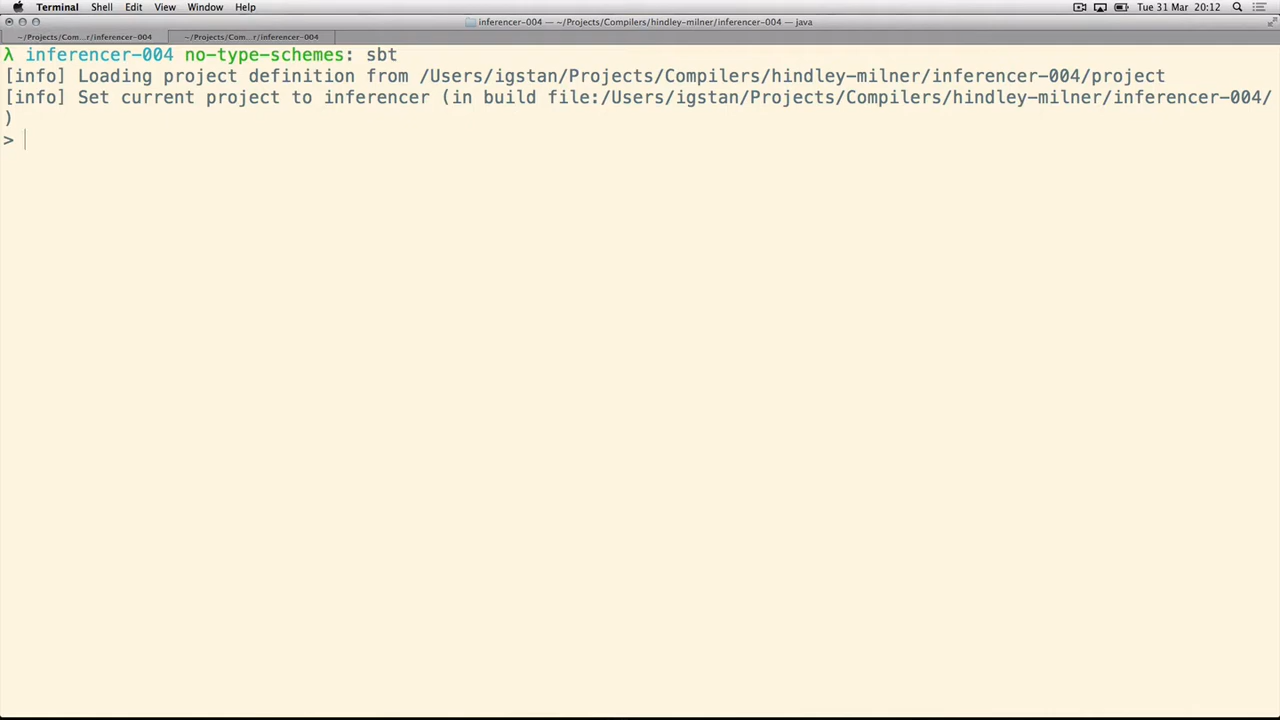 Terminal Shell Edit View Window Help Tue 31 Mar 20:12
inferencer-004 — ~/Projects/Compilers/hindley-milner/inferencer-004 — java
~/Projects/Com...r/inferencer-004 ~/Projects/Com...r/inferencer-004
λ inferencer-004 no-type-schemes: sbt
[info] Loading project definition from /Users/igstan/Projects/Compilers/hindley-milner/inferencer-004/project
[info] Set current project to inferencer (in build file:/Users/igstan/Projects/Compilers/hindley-milner/inferencer-004/
)
>